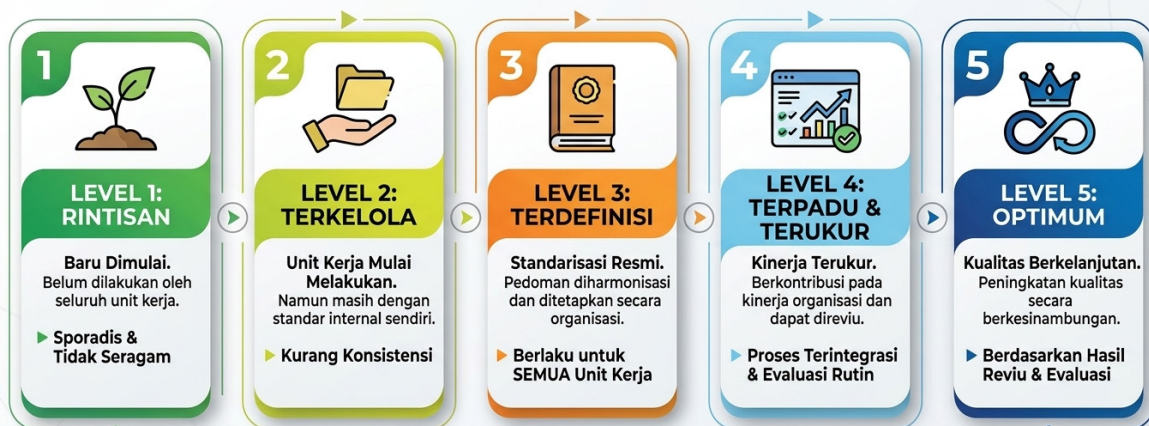 1
LEVEL 1:
RINTISAN
Baru Dimulai.
Belum dilakukan oleh
seluruh unit kerja.
Sporadis &
Tidak Seragam
2
LEVEL 2:
TERKELOLA
Unit Kerja Mulai
Melakukan.
Namun masih dengan
standar internal sendiri.
Kurang Konsistensi
3
LEVEL 3:
TERDEFINISI
Standarisasi Resmi.
Pedoman diharmonisasi
dan ditetapkan secara
organisasi.
Berlaku untuk
SEMUA Unit Kerja
4
LEVEL 4:
TERPADU &
TERUKUR
Kinerja Terukur.
Berkontribusi pada
kinerja organisasi dan
dapat direviu.
Proses Terintegrasi
& Evaluasi Rutin
5
LEVEL 5:
OPTIMUM
Kualitas Berkelanjutan.
Peningkatan kualitas
secara
berkesinambungan.
Berdasarkan Hasil
Reviu & Evaluasi